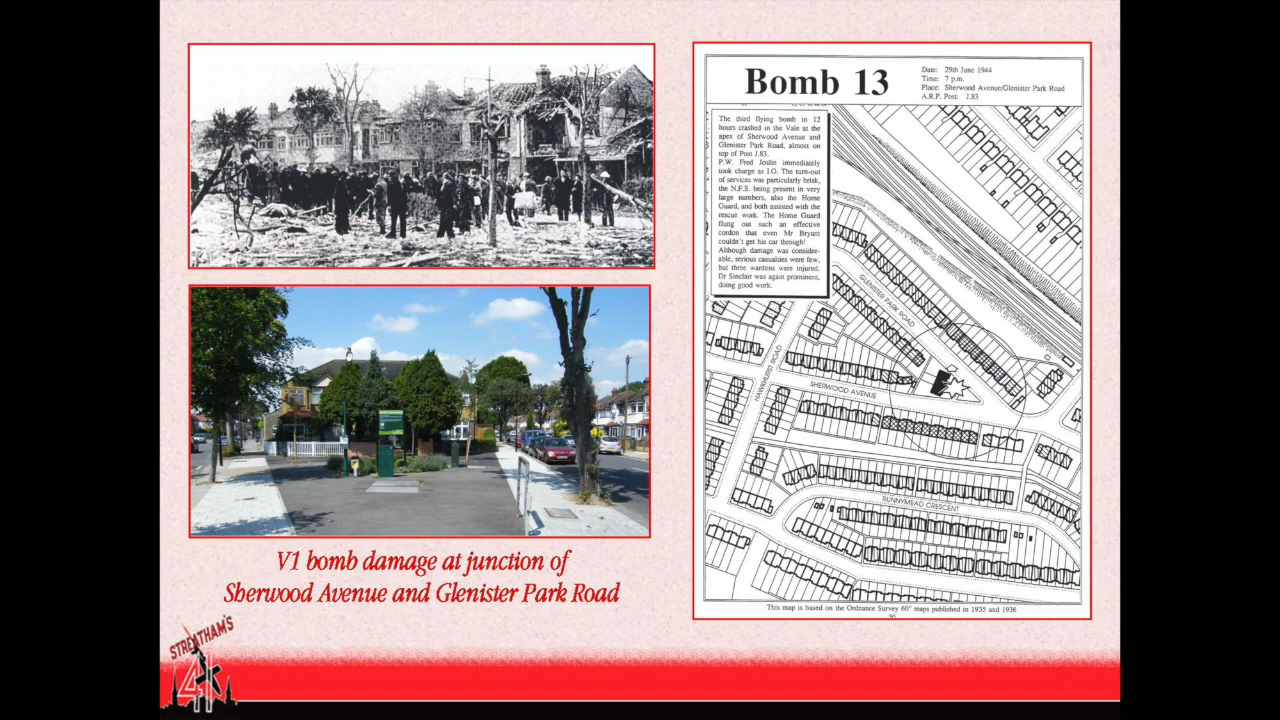 Bomb 13
Date: 29th June 1944
Time: 7 p.m.
Place: Sherwood Avenue/Glenister Park Road
A.R.P. Post: J.83
The third flying bomb in 12
hours crashed in the Vale at the
apex of Sherwood Avenue and
Glenister Park Road, almost on
top of Post J.83.
P.W. Fred Joslin immediately
took charge as I.O. The turn-out
of services was particularly brisk,
the N.F.S. being present in very
large numbers, also the Home
Guard, and both assisted with the
rescue work. The Home Guard
flung out such an effective
cordon that even Mr Bryant
couldn't get his car through!
Although damage was consider-
able, serious casualties were few,
but three wardens were injured.
Dr Sinclair was again prominent,
doing good work.
GLENISTER PARK ROAD
HAWKHURST ROAD
SHERWOOD AVENUE
RUNNYMEAD CRESCENT
This map is based on the Ordnance Survey 60" maps published in 1935 and 1936
V1 bomb damage at junction of
Sherwood Avenue and Glenister Park Road
STREATHAM'S
41